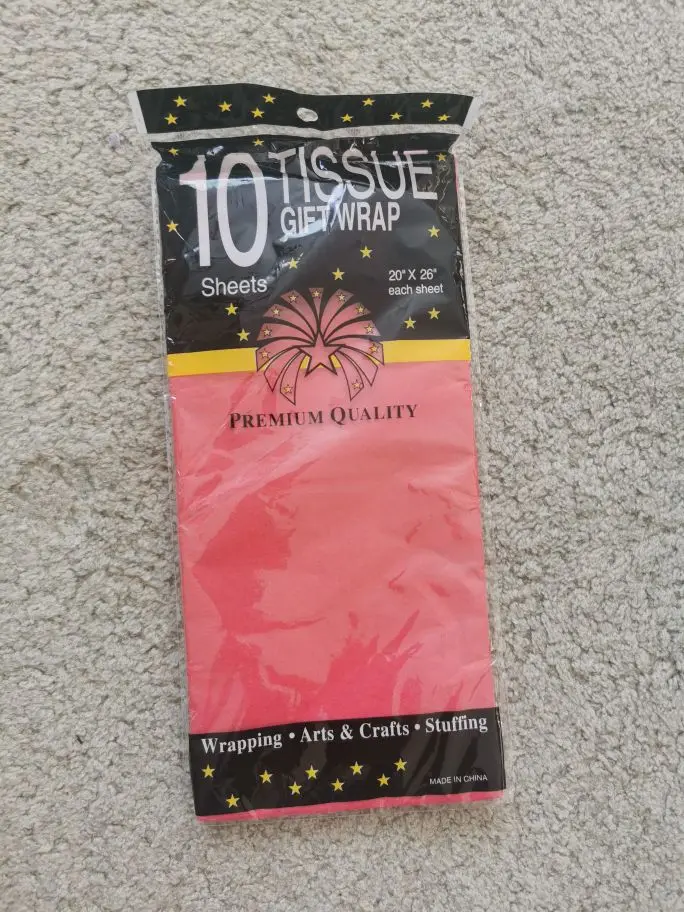 10 TISSUE
GIFT WRAP
Sheets
20" X 26"
each sheet
PREMIUM QUALITY
Wrapping • Arts & Crafts • Stuffing
MADE IN CHINA